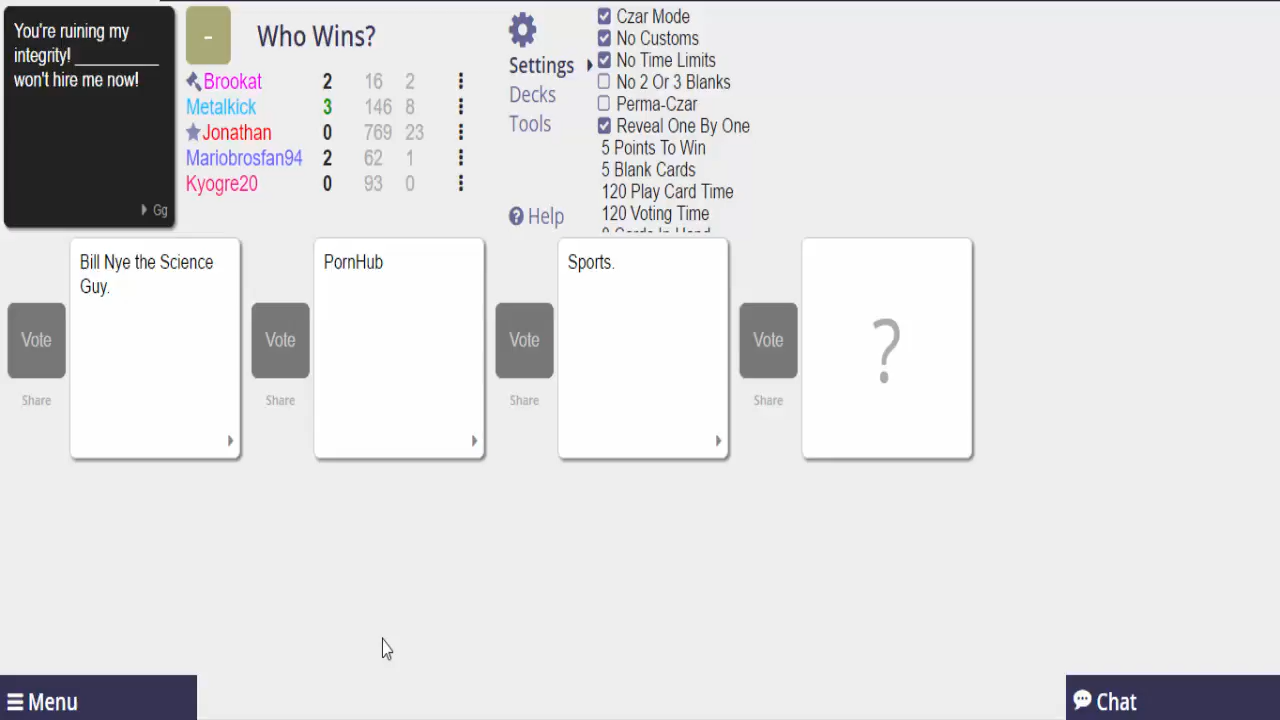 You're ruining my
integrity! __________
won't hire me now!
Gg
-
Who Wins?
Brookat 2 16 2
Metalkick 3 146 8
Jonathan 0 769 23
Mariobrosfan94 2 62 1
Kyogre20 0 93 0
Settings
Decks
Tools
Help
Czar Mode
No Customs
No Time Limits
No 2 Or 3 Blanks
Perma-Czar
Reveal One By One
5 Points To Win
5 Blank Cards
120 Play Card Time
120 Voting Time
Vote
Share
Bill Nye the Science
Guy.
Vote
Share
PornHub
Vote
Share
Sports.
Vote
Share
?
Menu
Chat